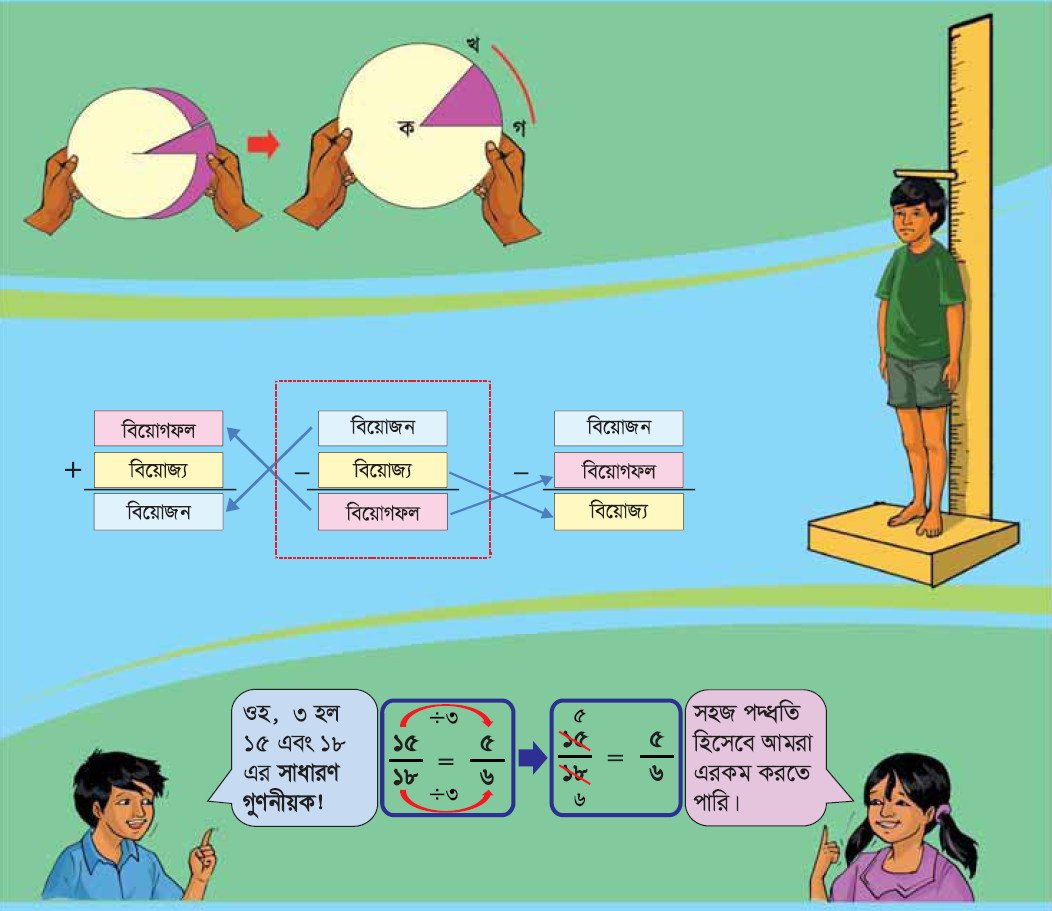 খ
ক
গ
বিয়োগফল
+ বিয়োজ্য
বিয়োজন
বিয়োজন
– বিয়োজ্য
বিয়োগফল
বিয়োজন
– বিয়োগফল
বিয়োজ্য
ওহ, ৩ হল
১৫ এবং ১৮
এর সাধারণ
গুণনীয়ক!
÷৩
১৫ = ৫
১৮ ৬
÷৩
৫
১৫ = ৫
১৮ ৬
৬
সহজ পদ্ধতি
হিসেবে আমরা
এরকম করতে
পারি।